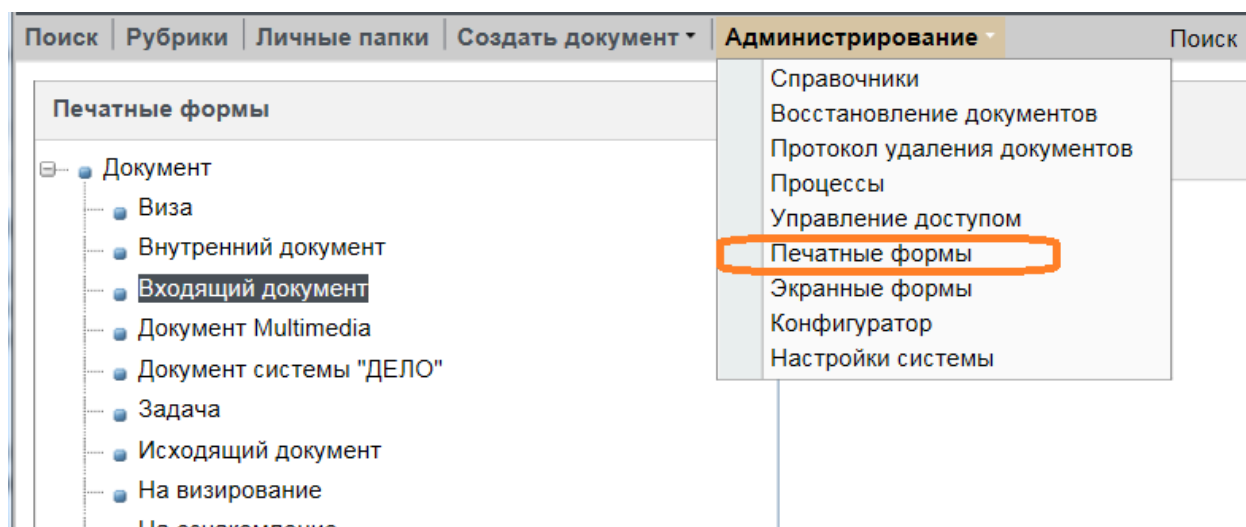 Поиск Рубрики Личные папки Создать документ Администрирование Поиск
Печатные формы
Документ
Виза
Внутренний документ
Входящий документ
Документ Multimedia
Документ системы "ДЕЛО"
Задача
Исходящий документ
На визирование
На ознакомление
Справочники
Восстановление документов
Протокол удаления документов
Процессы
Управление доступом
Печатные формы
Экранные формы
Конфигуратор
Настройки системы